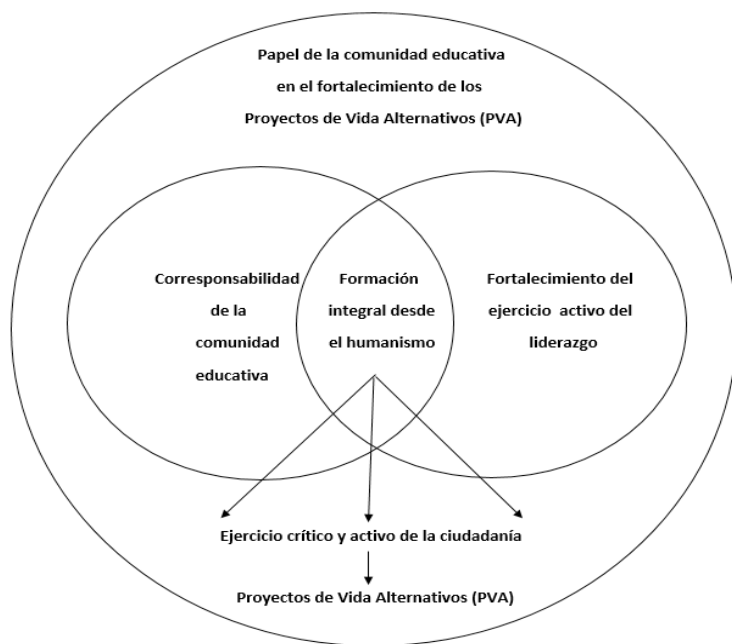 Papel de la comunidad educativa
en el fortalecimiento de los
Proyectos de Vida Alternativos (PVA)
Corresponsabilidad
de la
comunidad
educativa
Formación
integral desde
el humanismo
Fortalecimiento del
ejercicio activo del
liderazgo
Ejercicio crítico y activo de la ciudadanía
Proyectos de Vida Alternativos (PVA)